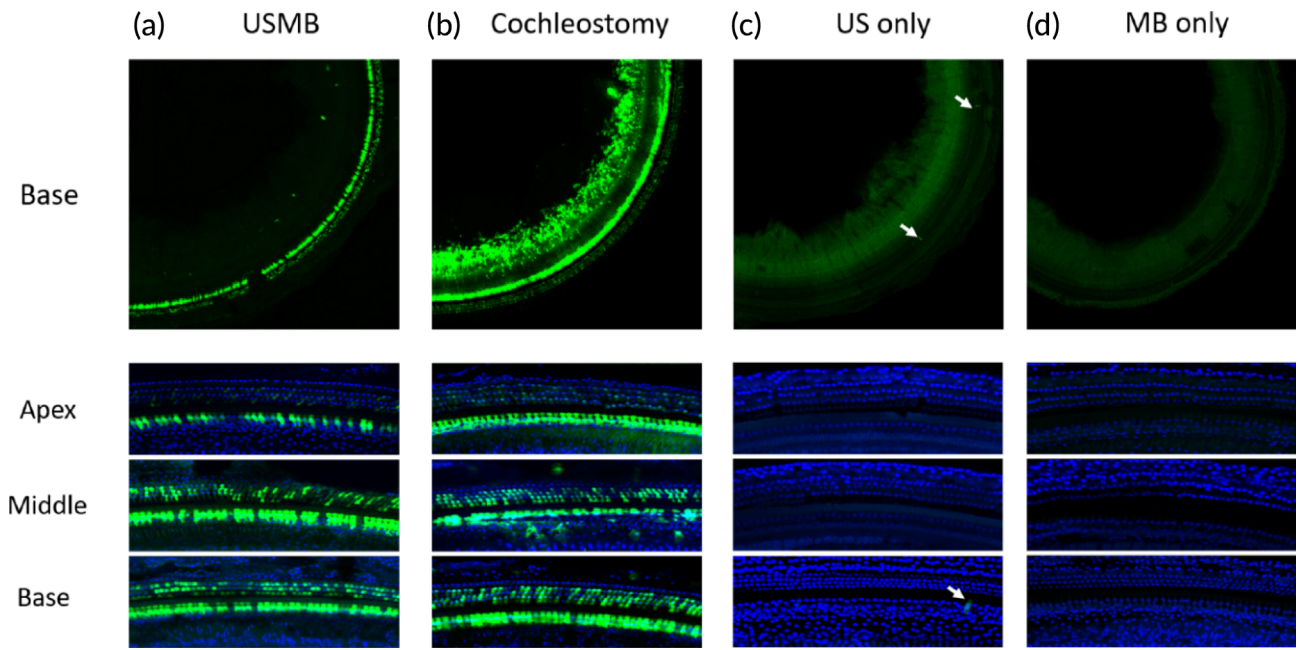 (a) USMB (b) Cochleostomy (c) US only (d) MB only
Base
Apex
Middle
Base